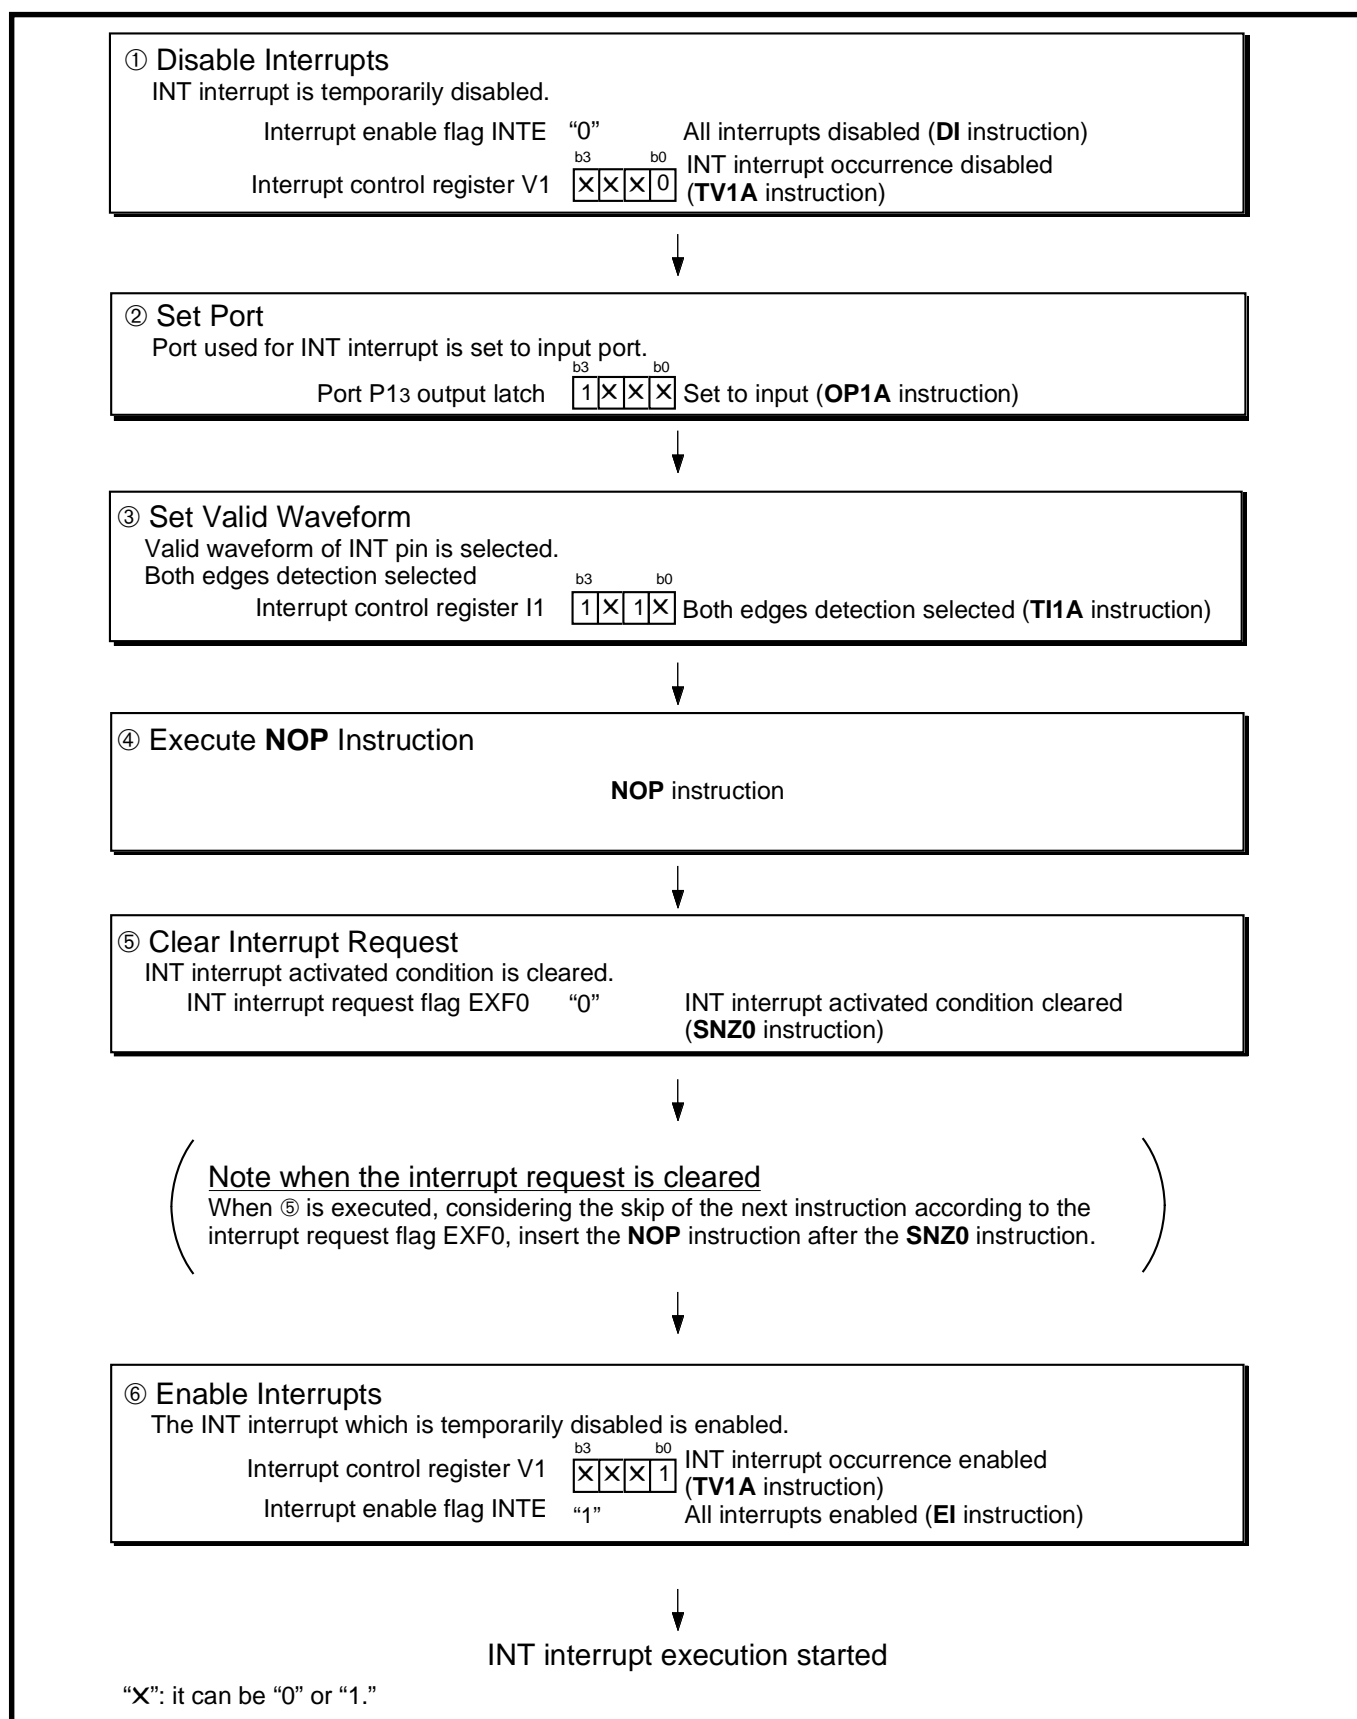 ① Disable Interrupts
INT interrupt is temporarily disabled.
Interrupt enable flag INTE “0” All interrupts disabled (DI instruction)
b3 b0
INT interrupt occurrence disabled
Interrupt control register V1 ✕ ✕ ✕ 0
(TV1A instruction)
② Set Port
Port used for INT interrupt is set to input port.
b3 b0
Port P13 output latch 1 ✕ ✕ ✕ Set to input (OP1A instruction)
③ Set Valid Waveform
Valid waveform of INT pin is selected.
Both edges detection selected
b3 b0
Interrupt control register I1 1 ✕ 1 ✕ Both edges detection selected (TI1A instruction)
④ Execute NOP Instruction
NOP instruction
⑤ Clear Interrupt Request
INT interrupt activated condition is cleared.
INT interrupt request flag EXF0 “0” INT interrupt activated condition cleared
(SNZ0 instruction)
Note when the interrupt request is cleared
When ⑤ is executed, considering the skip of the next instruction according to the
interrupt request flag EXF0, insert the NOP instruction after the SNZ0 instruction.
⑥ Enable Interrupts
The INT interrupt which is temporarily disabled is enabled.
b3 b0
INT interrupt occurrence enabled
Interrupt control register V1 ✕ ✕ ✕ 1
(TV1A instruction)
Interrupt enable flag INTE “1” All interrupts enabled (EI instruction)
INT interrupt execution started
“✕”: it can be “0” or “1.”